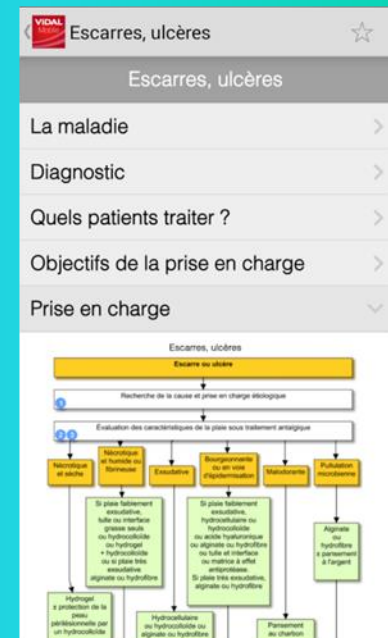 VIDAL
Mobile
Escarres, ulcères
Escarres, ulcères
La maladie
Diagnostic
Quels patients traiter ?
Objectifs de la prise en charge
Prise en charge
Escarres, ulcères
Escarre ou ulcère
1
Recherche de la cause et prise en charge étiologique
2 3
Évaluation des caractéristiques de la plaie sous traitement antalgique
Nécrotique
et sèche
Nécrotique
et humide ou
fibrineuse
Exsudative
Bourgeonnante
ou en voie
d'épidermisation
Malodorante
Pullulation
microbienne
Si plaie faiblement
exsudative,
tulle ou interface
grasse seuls
ou hydrocolloïde
ou hydrogel
+ hydrocolloïde
ou si plaie très
exsudative
alginate ou hydrofibre
Si plaie faiblement
exsudative,
hydrocellulaire ou
hydrocolloïde
ou acide hyaluronique
ou alginate ou hydrofibre
ou tulle et interface
ou matrice à effet
antiprotéase.
Si plaie très exsudative,
alginate ou hydrofibre
Alginate
ou
hydrofibre
± pansement
à l'argent
Hydrogel
± protection de la
peau
périlésionnelle par
un hydrocolloïde
Hydrocellulaire
ou hydrocolloïde ou
alginate ou hydrofibre
Pansement
au charbon